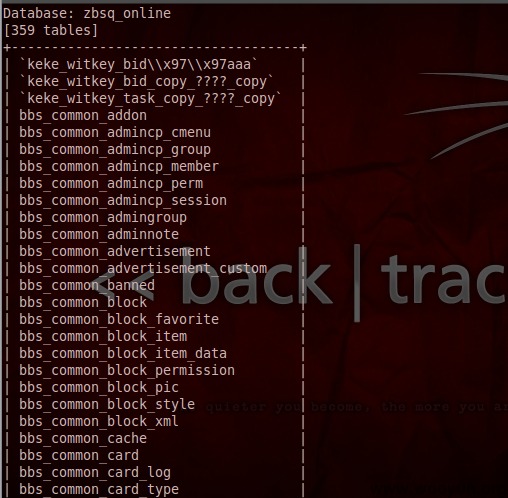 Database: zbsq_online
[359 tables]
+------------------------------------+
| `keke_witkey_bid\\x97\\x97aaa` |
| `keke_witkey_bid_copy_????_copy` |
| `keke_witkey_task_copy_????_copy` |
| bbs_common_addon |
| bbs_common_admincp_cmenu |
| bbs_common_admincp_group |
| bbs_common_admincp_member |
| bbs_common_admincp_perm |
| bbs_common_admincp_session |
| bbs_common_admingroup |
| bbs_common_adminnote |
| bbs_common_advertisement |
| bbs_common_advertisement_custom |
| bbs_common_banned |
| bbs_common_block |
<< back | trac
| bbs_common_block_favorite |
| bbs_common_block_item |
| bbs_common_block_item_data |
| bbs_common_block_permission |
| bbs_common_block_pic |
| bbs_common_block_style |
quieter you become, the more you a
| bbs_common_block_xml |
| bbs_common_cache |
| bbs_common_card |
| bbs_common_card_log |
| bbs_common_card_type |